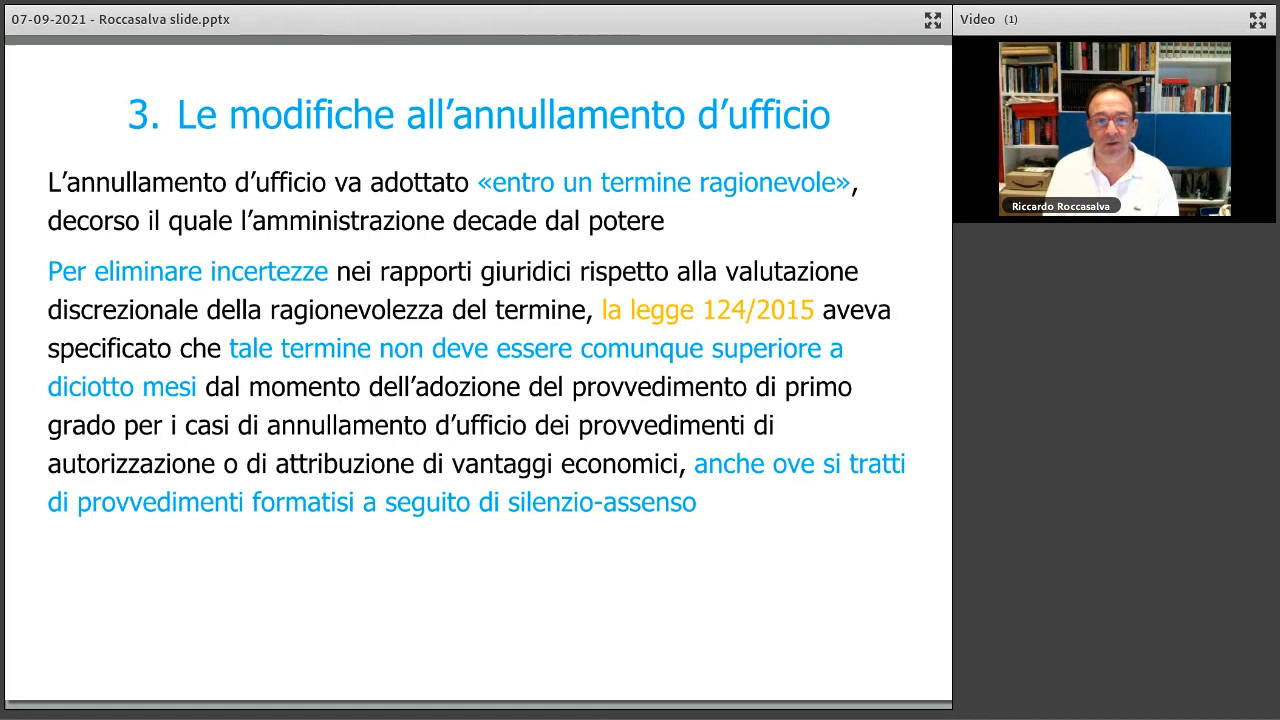 07-09-2021 - Roccasalva slide.pptx
Video (1)
3. Le modifiche all’annullamento d’ufficio
L’annullamento d’ufficio va adottato «entro un termine ragionevole»,
decorso il quale l’amministrazione decade dal potere
Per eliminare incertezze nei rapporti giuridici rispetto alla valutazione
discrezionale della ragionevolezza del termine, la legge 124/2015 aveva
specificato che tale termine non deve essere comunque superiore a
diciotto mesi dal momento dell’adozione del provvedimento di primo
grado per i casi di annullamento d’ufficio dei provvedimenti di
autorizzazione o di attribuzione di vantaggi economici, anche ove si tratti
di provvedimenti formatisi a seguito di silenzio-assenso
Riccardo Roccasalva